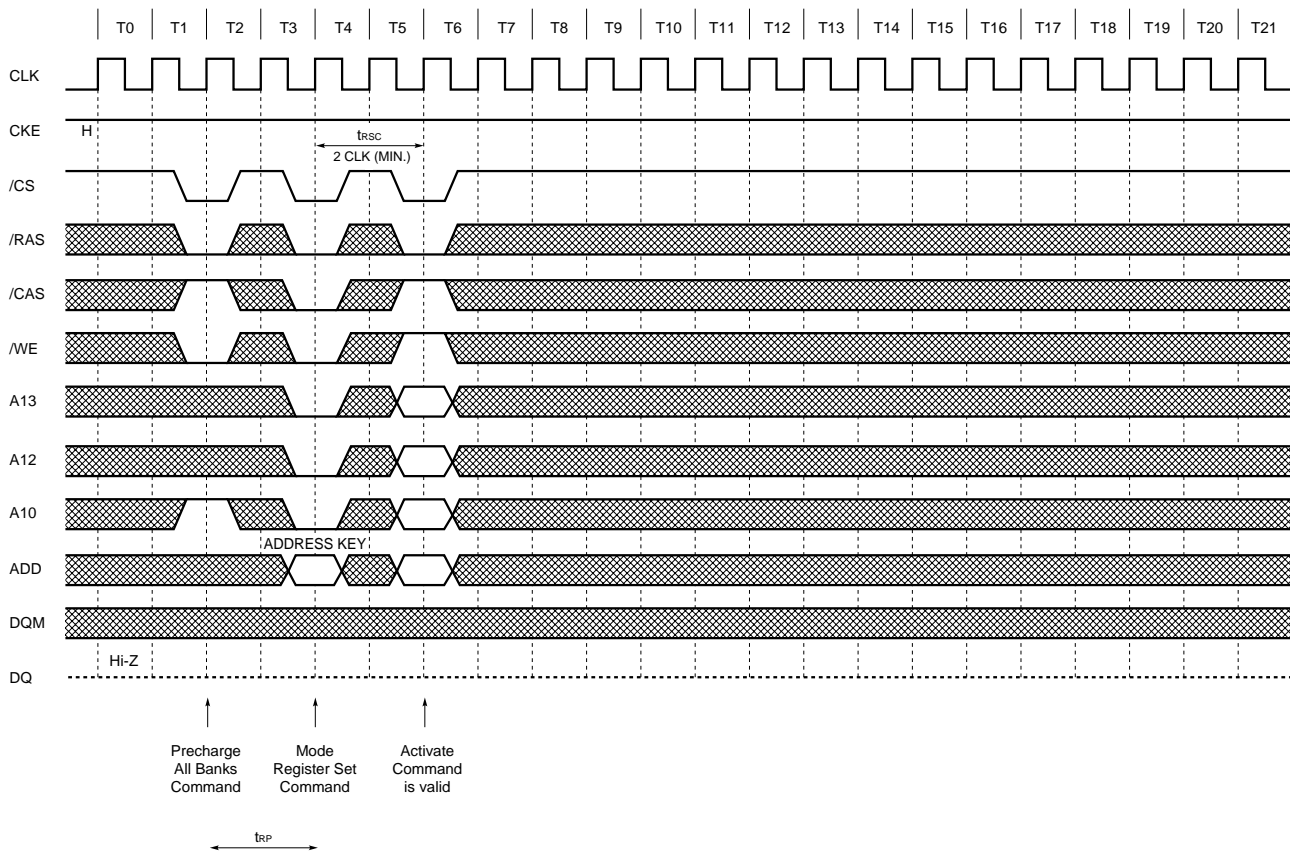 T0 T1 T2 T3 T4 T5 T6 T7 T8 T9 T10 T11 T12 T13 T14 T15 T16 T17 T18 T19 T20 T21
CLK
CKE H
tRSC
2 CLK (MIN.)
/CS
/RAS
/CAS
/WE
A13
A12
A10
ADDRESS KEY
ADD
DQM
Hi-Z
DQ
Precharge
All Banks
Command
Mode
Register Set
Command
Activate
Command
is valid
tRP